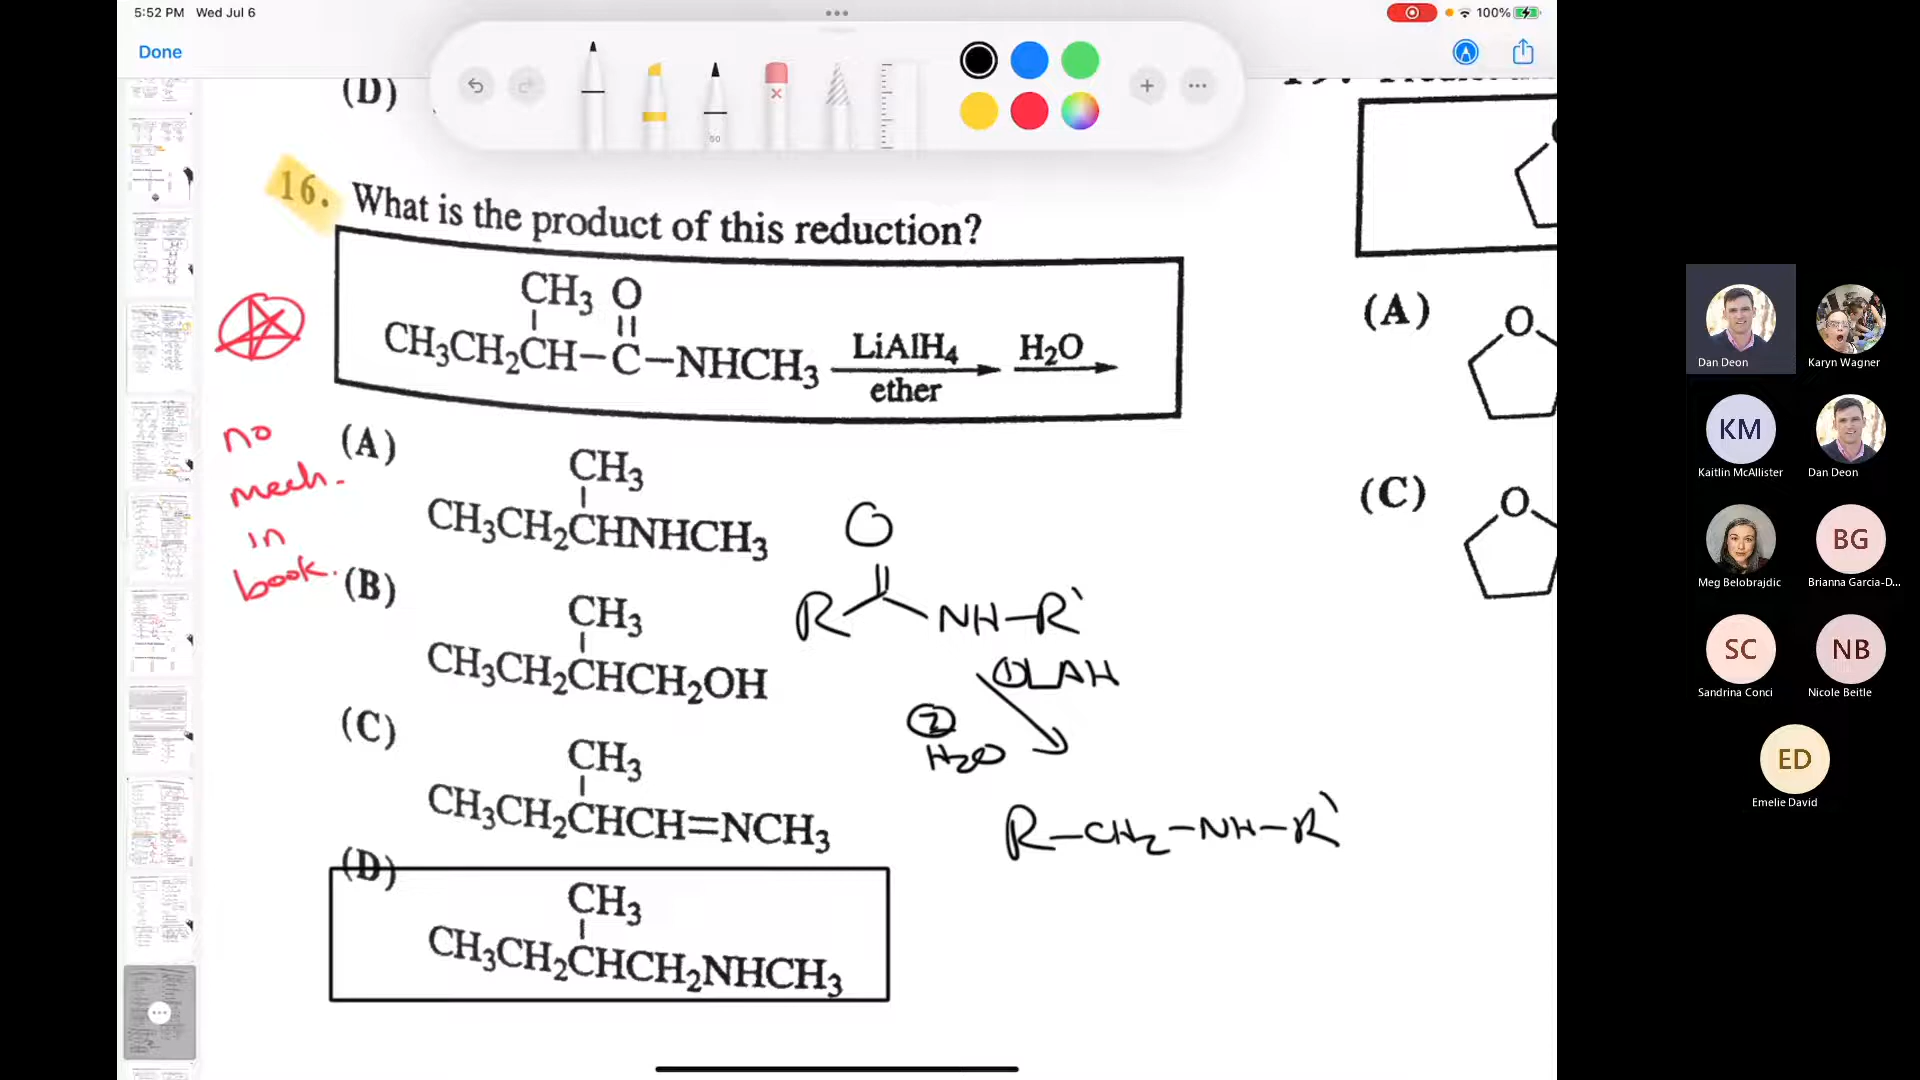 5:52 PM Wed Jul 6
100%
Done
50
(D)
16. What is the product of this reduction?
CH3 O
CH3CH2CH–C–NHCH3 LiAlH4 H2O
ether
no
mech.
in
book.
(A)
CH3
CH3CH2CHNHCH3
(B)
CH3
CH3CH2CHCH2OH
(C)
CH3
CH3CH2CHCH=NCH3
(D)
CH3
CH3CH2CHCH2NHCH3
O
R NH–R'
① LAH
②
H2O
R–CH2–NH–R'
(A)
O
(C)
O
Dan Deon
Karyn Wagner
KM
Kaitlin McAllister
Dan Deon
Meg Belobrajdic
BG
Brianna Garcia-D...
SC
Sandrina Conci
NB
Nicole Beitle
ED
Emelie David